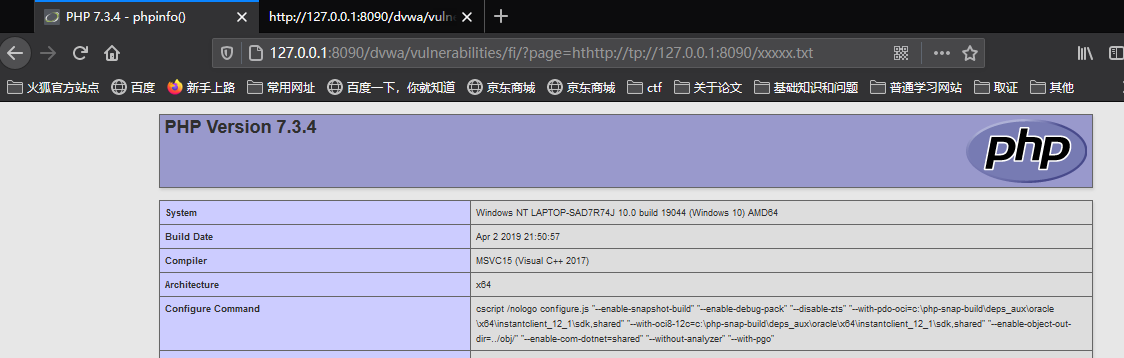 PHP 7.3.4 - phpinfo()
http://127.0.0.1:8090/dvwa/vuln
127.0.0.1:8090/dvwa/vulnerabilities/fi/?page=hthttp://tp://127.0.0.1:8090/xxxxx.txt
火狐官方站点 百度 新手上路 常用网址 百度一下，你就知道 京东商城 京东商城 ctf 关于论文 基础知识和问题 普通学习网站 取证 其他
PHP Version 7.3.4
php
System Windows NT LAPTOP-SAD7R74J 10.0 build 19044 (Windows 10) AMD64
Build Date Apr 2 2019 21:50:57
Compiler MSVC15 (Visual C++ 2017)
Architecture x64
Configure Command cscript /nologo configure.js "--enable-snapshot-build" "--enable-debug-pack" "--disable-zts" "--with-pdo-oci=c:\php-snap-build\deps_aux\oracle
\x64\instantclient_12_1\sdk,shared" "--with-oci8-12c=c:\php-snap-build\deps_aux\oracle\x64\instantclient_12_1\sdk,shared" "--enable-object-out-
dir=../obj/" "--enable-com-dotnet=shared" "--without-analyzer" "--with-pgo"